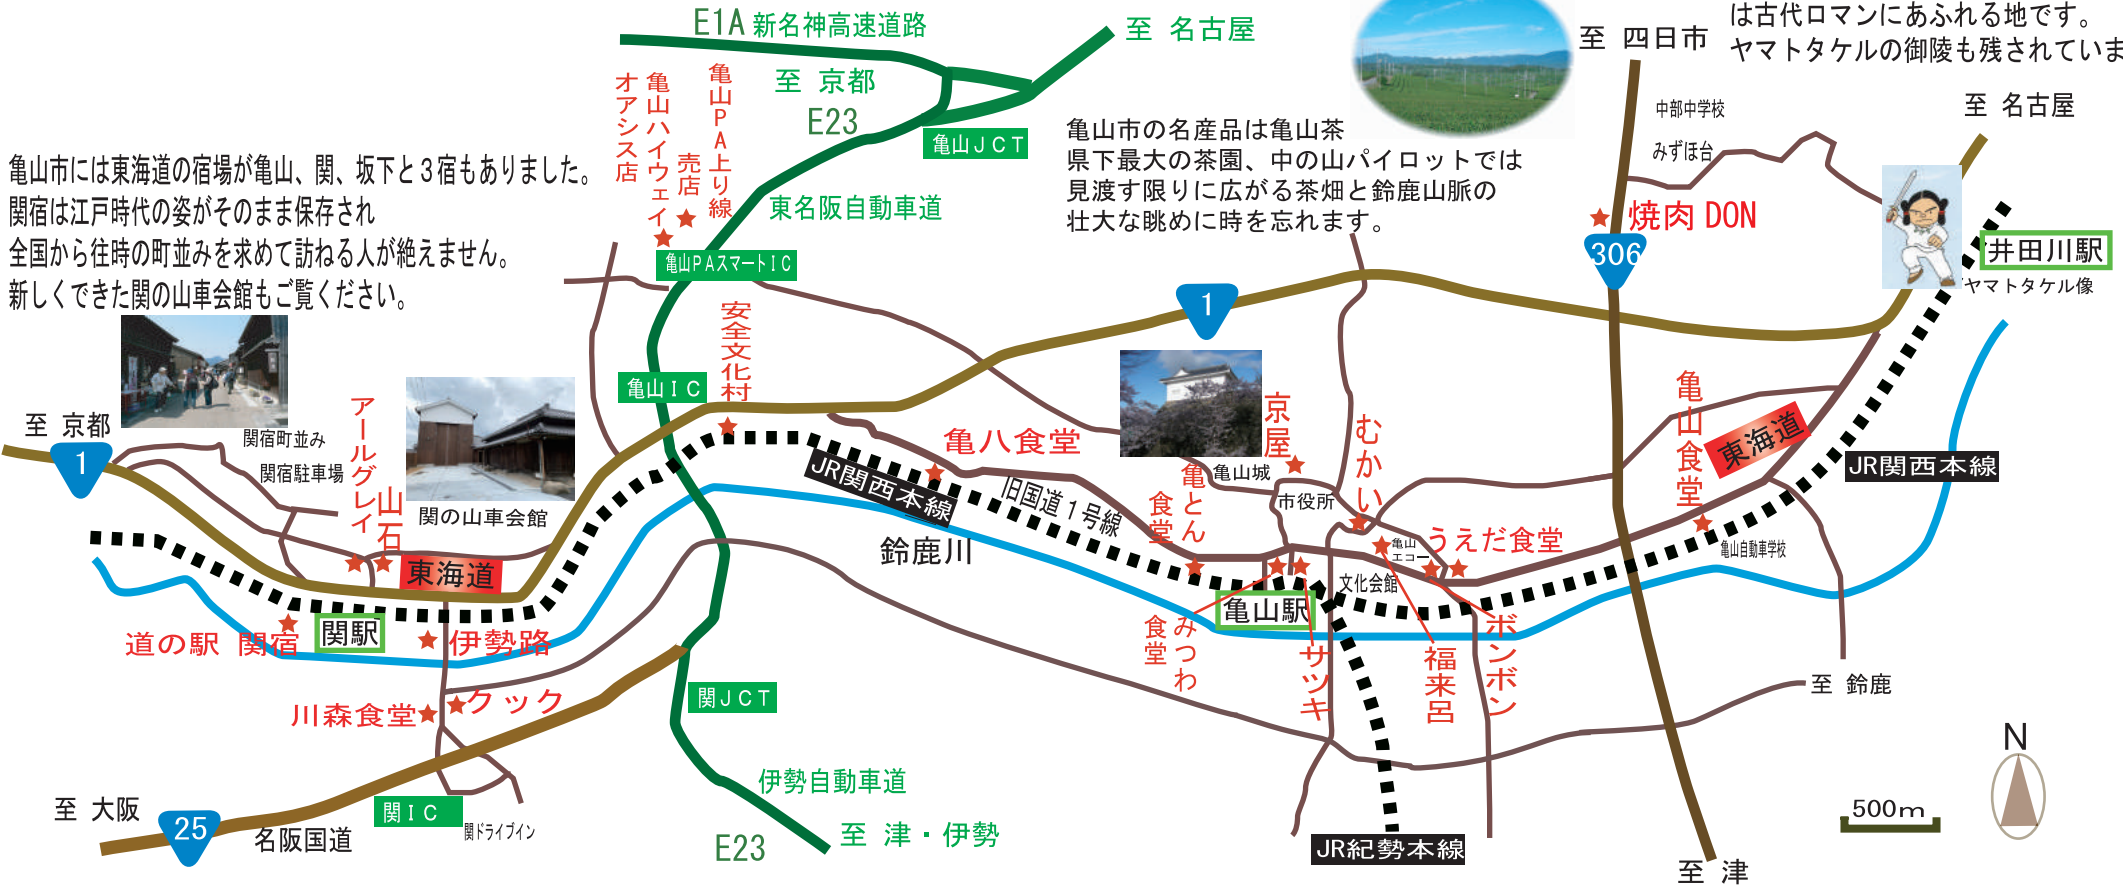 E1A 新名神高速道路
至 名古屋
至 四日市
は古代ロマンにあふれる地です。
ヤマトタケルの御陵も残されていま
オアシス店
亀山ハイウェイ
売店
亀山PA上り線
至 京都
E23
亀山JCT
中部中学校
みずほ台
至 名古屋
亀山市の名産品は亀山茶
県下最大の茶園、中の山パイロットでは
見渡す限りに広がる茶畑と鈴鹿山脈の
壮大な眺めに時を忘れます。
亀山市には東海道の宿場が亀山、関、坂下と3宿もありました。
関宿は江戸時代の姿がそのまま保存され
全国から往時の町並みを求めて訪ねる人が絶えません。
新しくできた関の山車会館もご覧ください。
東名阪自動車道
焼肉 DON
306
井田川駅
ヤマトタケル像
亀山PAスマートIC
1
安全文化村
亀山IC
至 京都
1
関宿町並み
関宿駐車場
アールグレイ
山石
関の山車会館
亀八食堂
JR関西本線
旧国道1号線
鈴鹿川
亀とん
食堂
亀山城
京屋
市役所
むかい
亀山食堂
東海道
JR関西本線
亀山
エコー
うえだ食堂
亀山自動車学校
文化会館
東海道
関駅
道の駅 関宿
伊勢路
亀山駅
みつわ
食堂
サツキ
福来呂
ボンボン
至 鈴鹿
川森食堂
クック
関JCT
伊勢自動車道
E23
至 津・伊勢
至 大阪
25
名阪国道
関IC
関ドライブイン
JR紀勢本線
至 津
500m
N